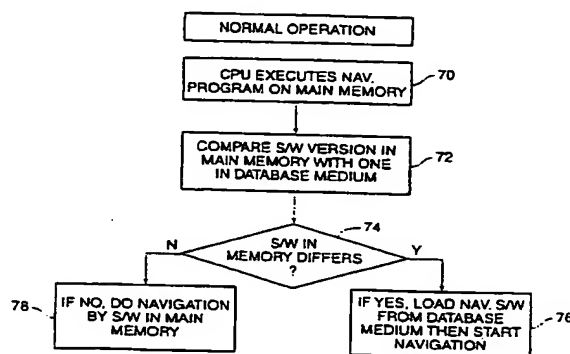 NORMAL OPERATION
CPU EXECUTES NAV.
PROGRAM ON MAIN MEMORY
70
COMPARE S/W VERSION IN
MAIN MEMORY WITH ONE
IN DATABASE MEDIUM
72
74
S/W IN
MEMORY DIFFERS
?
N
Y
78
IF NO, DO NAVIGATION
BY S/W IN MAIN
MEMORY
IF YES, LOAD NAV. S/W
FROM DATABASE
MEDIUM THEN START
NAVIGATION
76